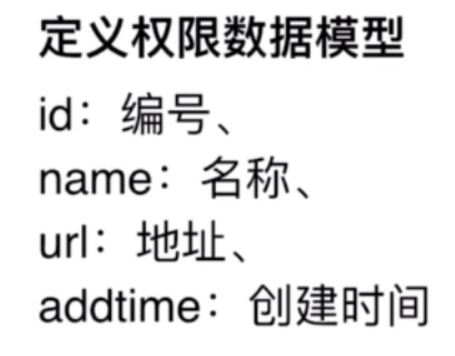 定义权限数据模型
id：编号、
name：名称、
url：地址、
addtime：创建时间